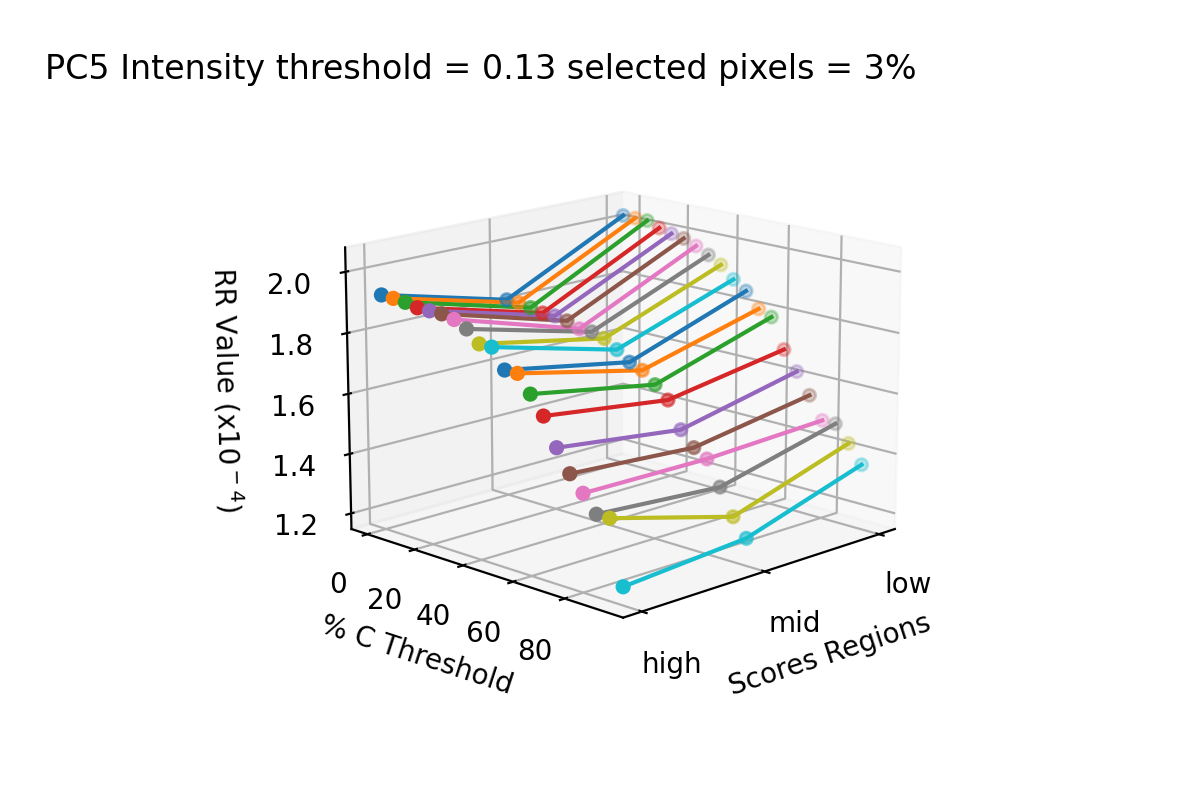 PC5 Intensity threshold = 0.13 selected pixels = 3%
RR Value (x10⁻⁴)
2.0
1.8
1.6
1.4
1.2
0
20
40
60
80
% C Threshold
high
mid
low
Scores Regions